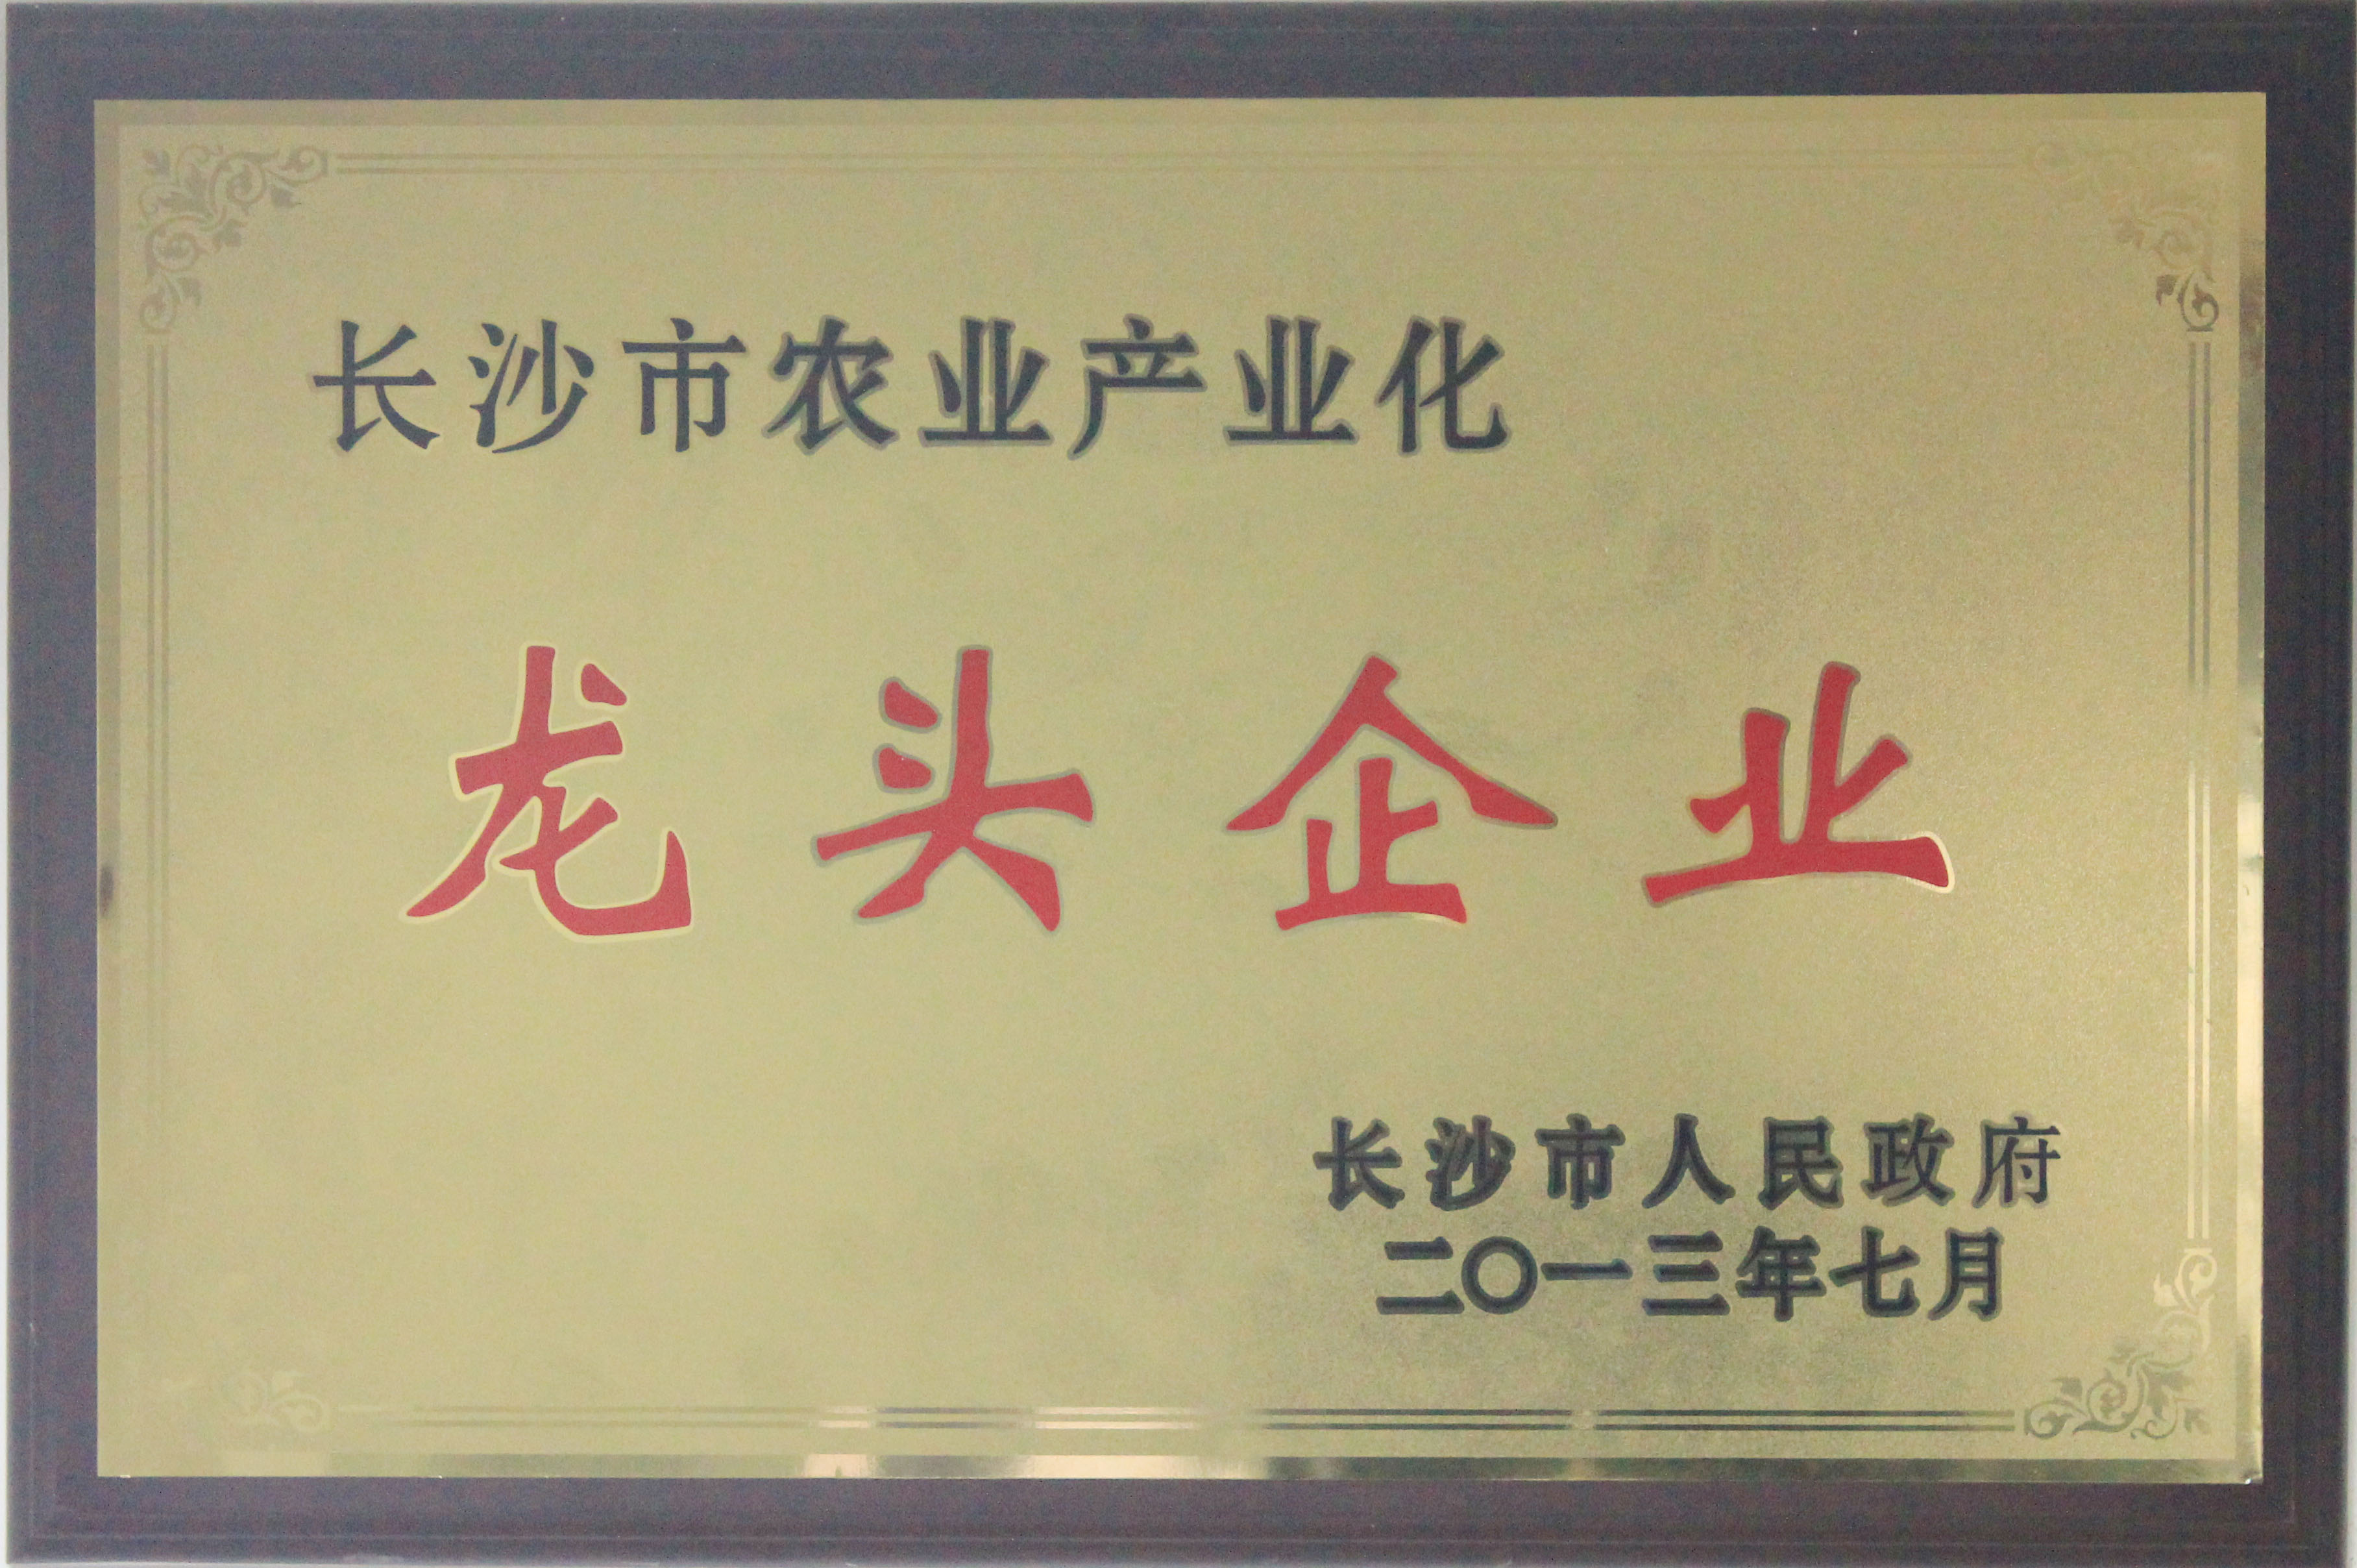 长沙市农业产业化
龙头企业
长沙市人民政府
二〇一三年七月